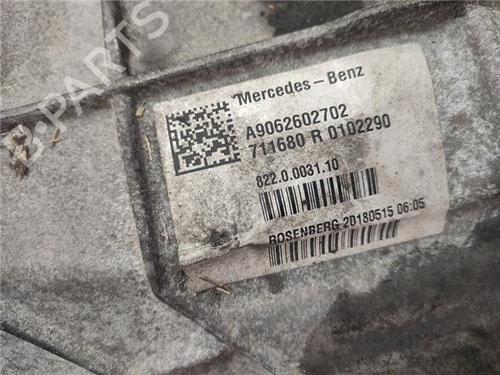 Mercedes-Benz
A9062602702
711680 R 0102290
822.0.0031.10
ROSENBERG 20180515 06:05
B-PARTS